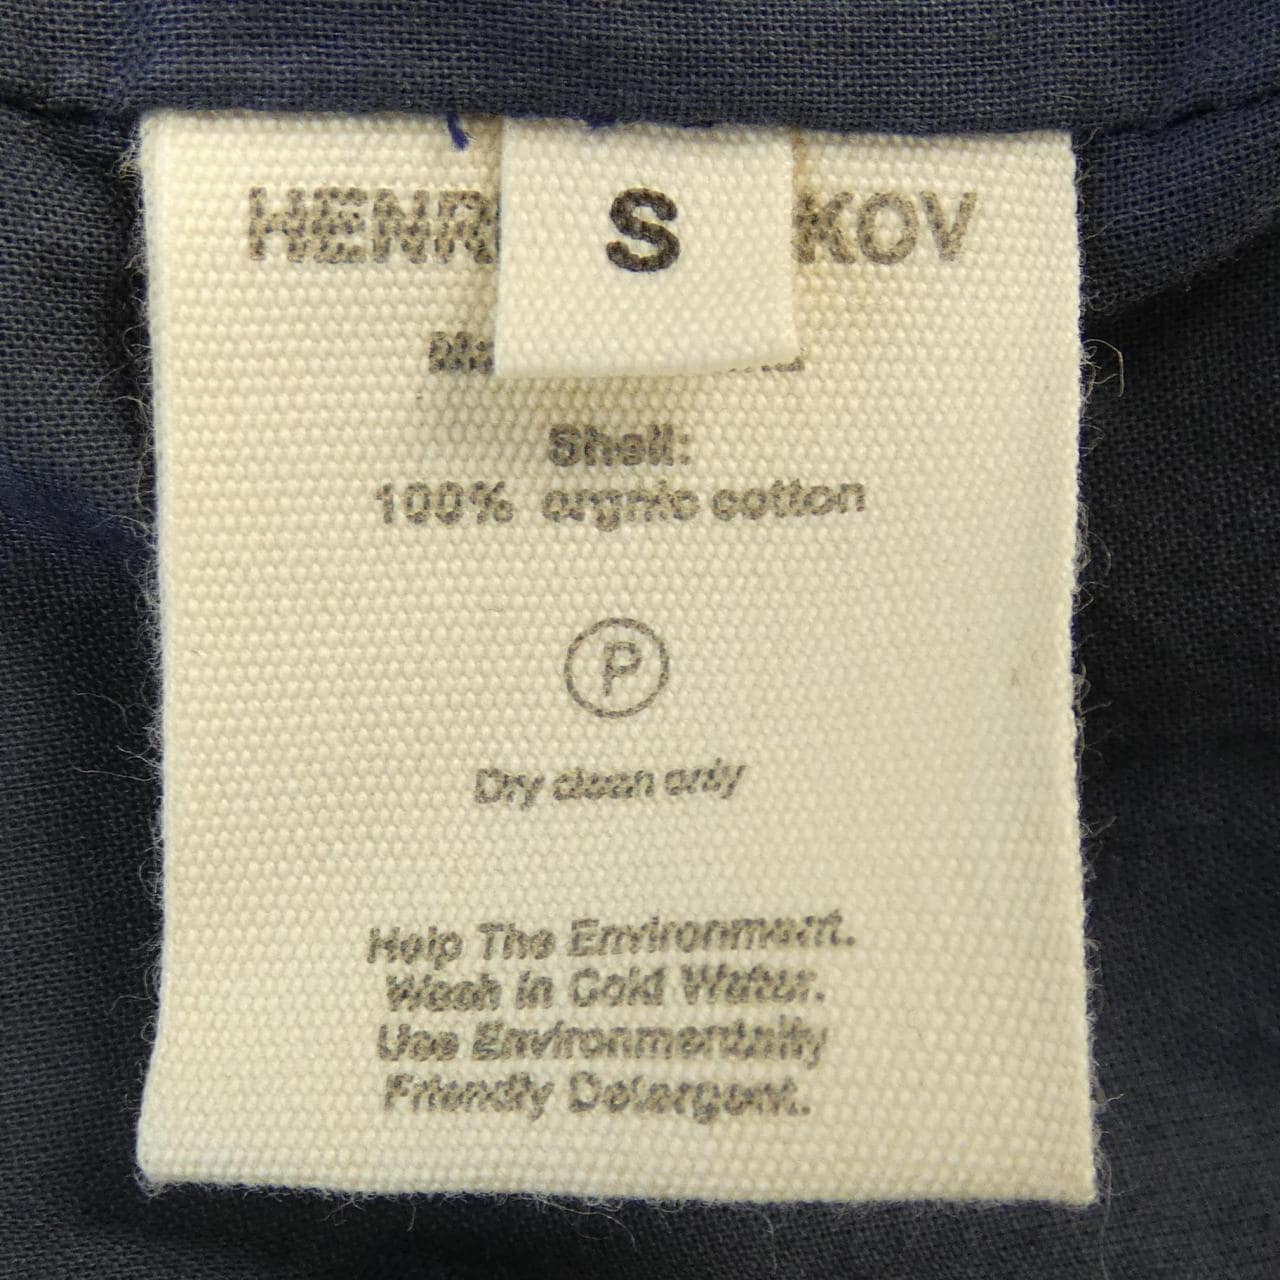 HENR KOV
S
Shell:
100% orgnic cotton
P
Dry clean only
Help The Environment.
Wash in Cold Water.
Use Environmentally
Friendly Detergent.